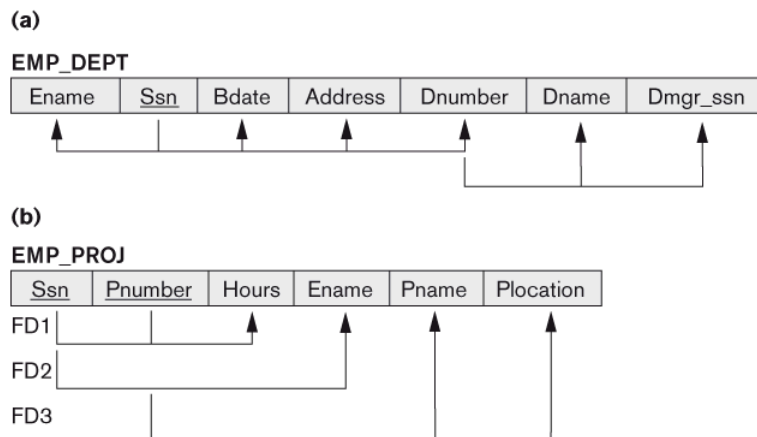 (a)
EMP_DEPT
Ename Ssn Bdate Address Dnumber Dname Dmgr_ssn
(b)
EMP_PROJ
Ssn Pnumber Hours Ename Pname Plocation
FD1
FD2
FD3